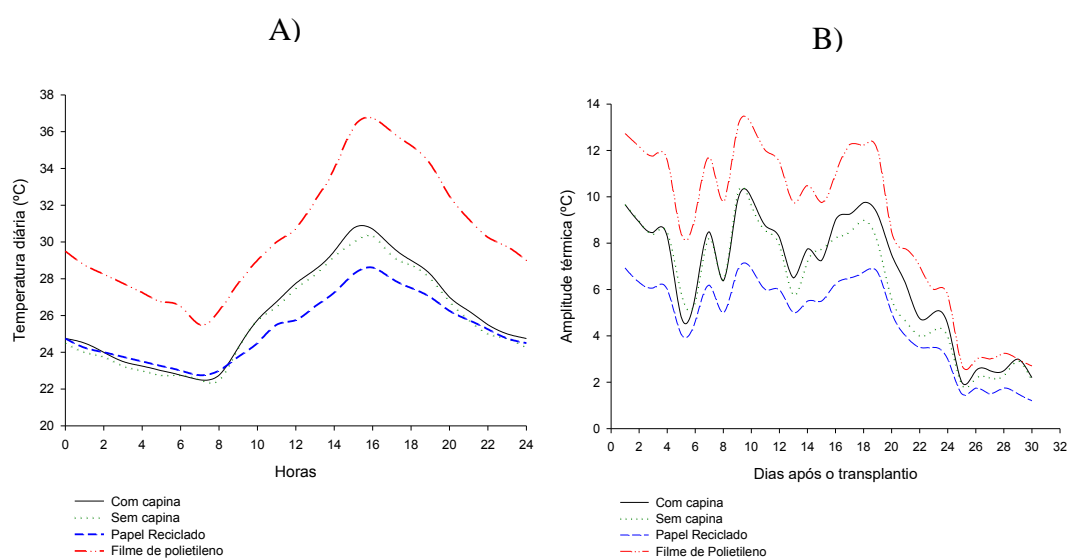 A)
B)
Temperatura diária (ºC)
38
36
34
32
30
28
26
24
22
20
0 2 4 6 8 10 12 14 16 18 20 22 24
Horas
Com capina
Sem capina
Papel Reciclado
Filme de polietileno
Amplitude térmica (ºC)
14
12
10
8
6
4
2
0
0 2 4 6 8 10 12 14 16 18 20 22 24 26 28 30 32
Dias após o transplantio
Com capina
Sem capina
Papel Reciclado
Filme de Polietileno